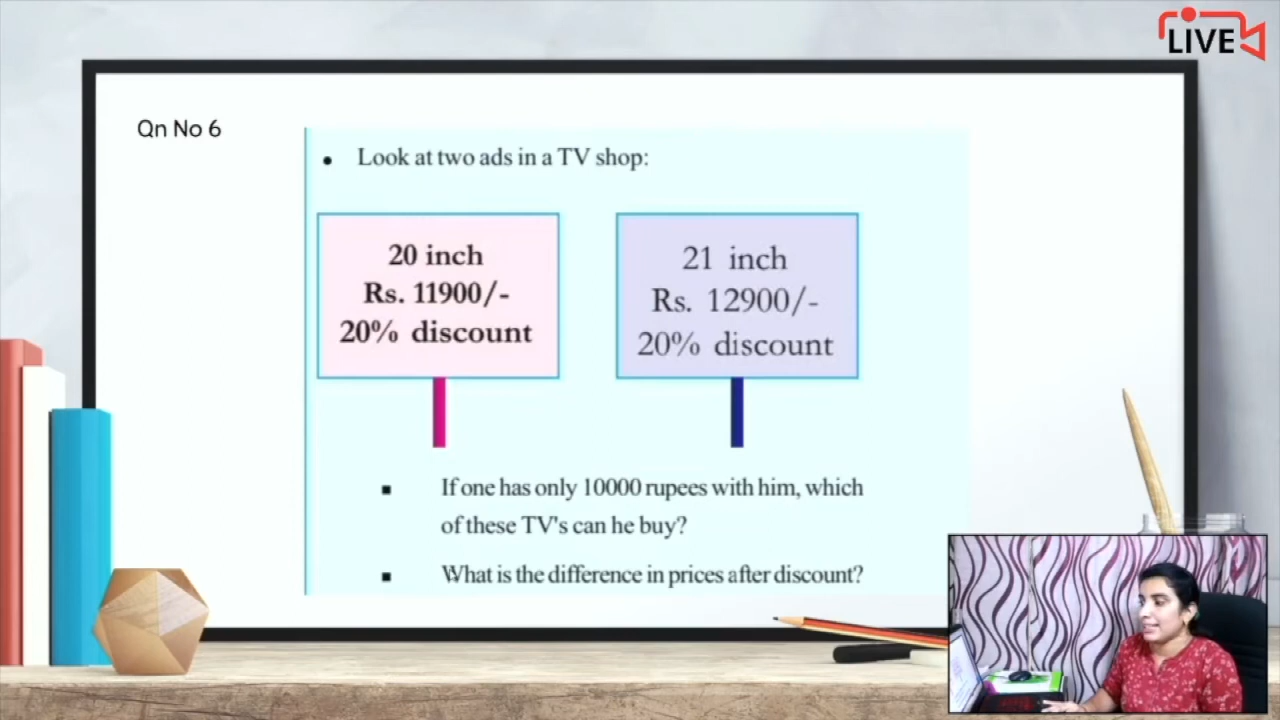 LIVE
Qn No 6
• Look at two ads in a TV shop:
20 inch
Rs. 11900/-
20% discount
21 inch
Rs. 12900/-
20% discount
▪ If one has only 10000 rupees with him, which
of these TV's can he buy?
▪ What is the difference in prices after discount?